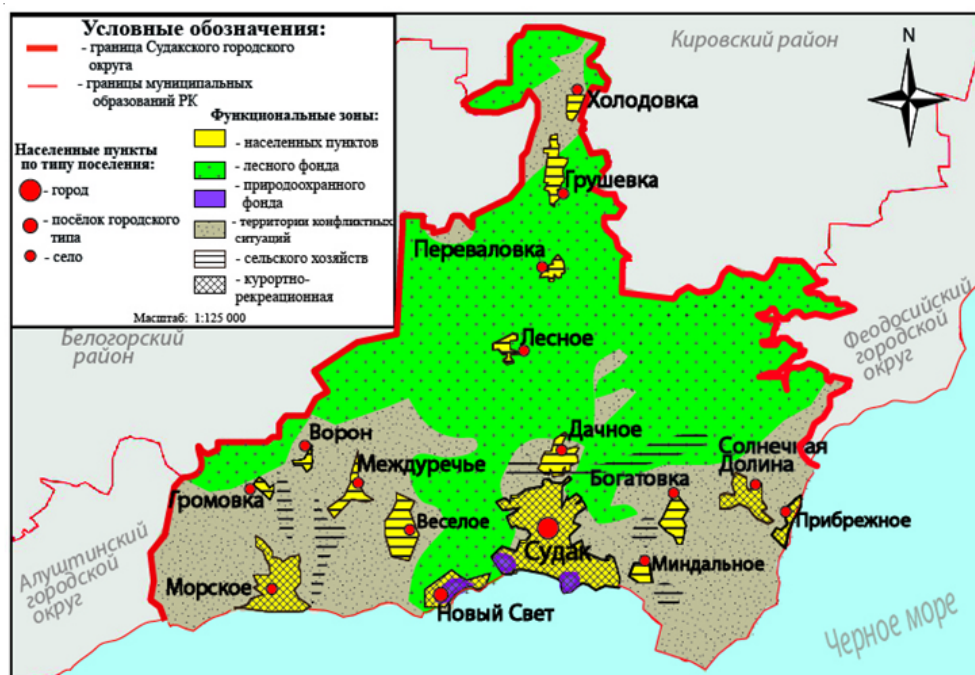 Условные обозначения:
- граница Судакского городского
округа
- границы муниципальных
образований РК
Населенные пункты
по типу поселения:
- город
- посёлок городского
типа
- село
Функциональные зоны:
- населенных пунктов
- лесного фонда
- природоохранного
фонда
- территории конфликтных
ситуаций
- сельского хозяйств
- курортно-
рекреационная
Масштаб: 1:125 000
Кировский район
N
Холодовка
Грушевка
Переваловка
Белогорский
район
Лесное
Феодосийский
городской
округ
Ворон
Дачное
Солнечная
Долина
Междуречье
Богатовка
Громовка
Веселое
Прибрежное
Судак
Миндальное
Алуштинский
городской
округ
Морское
Новый Свет
Черное море